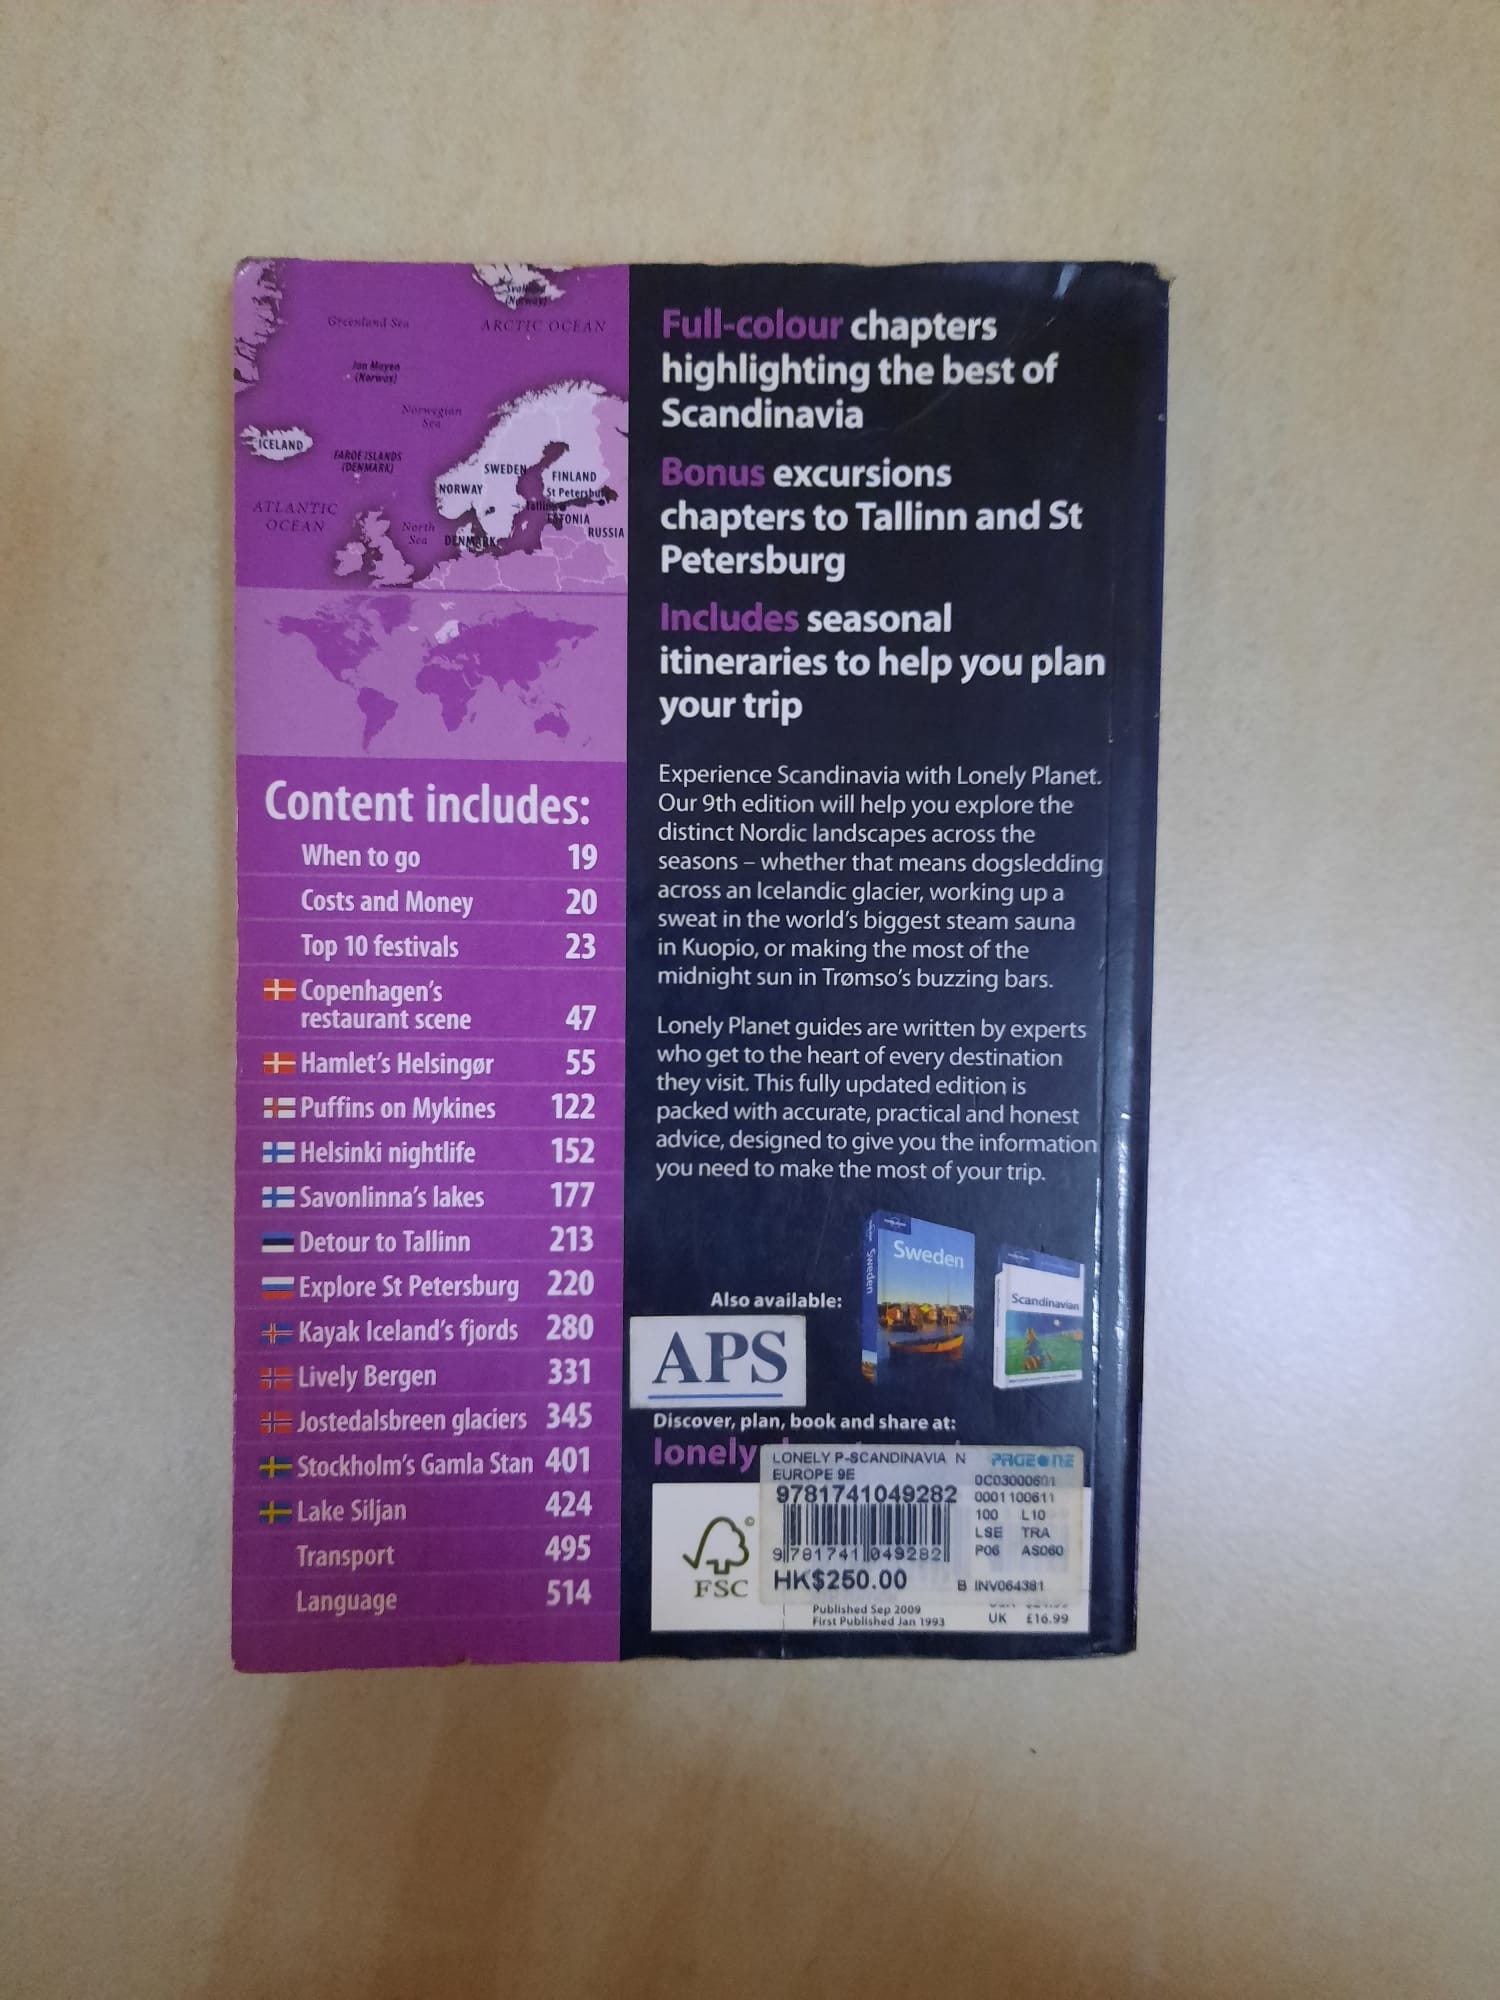 Svalbard
(Norway)
Greenland Sea
ARCTIC OCEAN
Jan Mayen
(Norway)
Norwegian
Sea
ICELAND
FAROE ISLANDS
(DENMARK)
SWEDEN
FINLAND
NORWAY
St Petersburg
ATLANTIC
OCEAN
Tallinn
ESTONIA
North
Sea
RUSSIA
DENMARK
Content includes:
When to go 19
Costs and Money 20
Top 10 festivals 23
Copenhagen's
restaurant scene 47
Hamlet's Helsingør 55
Puffins on Mykines 122
Helsinki nightlife 152
Savonlinna's lakes 177
Detour to Tallinn 213
Explore St Petersburg 220
Kayak Iceland's fjords 280
Lively Bergen 331
Jostedalsbreen glaciers 345
Stockholm's Gamla Stan 401
Lake Siljan 424
Transport 495
Language 514
Full-colour chapters
highlighting the best of
Scandinavia
Bonus excursions
chapters to Tallinn and St
Petersburg
Includes seasonal
itineraries to help you plan
your trip
Experience Scandinavia with Lonely Planet.
Our 9th edition will help you explore the
distinct Nordic landscapes across the
seasons – whether that means dogsledding
across an Icelandic glacier, working up a
sweat in the world's biggest steam sauna
in Kuopio, or making the most of the
midnight sun in Trømso's buzzing bars.
Lonely Planet guides are written by experts
who get to the heart of every destination
they visit. This fully updated edition is
packed with accurate, practical and honest
advice, designed to give you the information
you need to make the most of your trip.
Also available:
Sweden
Sweden
Scandinavian
APS
Discover, plan, book and share at:
lonely
LONELY P-SCANDINAVIA N
EUROPE 9E
PAGEONE
0C03000601
9781741049282
0001100611
100 L10
LSE TRA
P06 AS060
9 781741 049282
HK$250.00
B INV064381
FSC
Published Sep 2009
First Published Jan 1993
UK £16.99